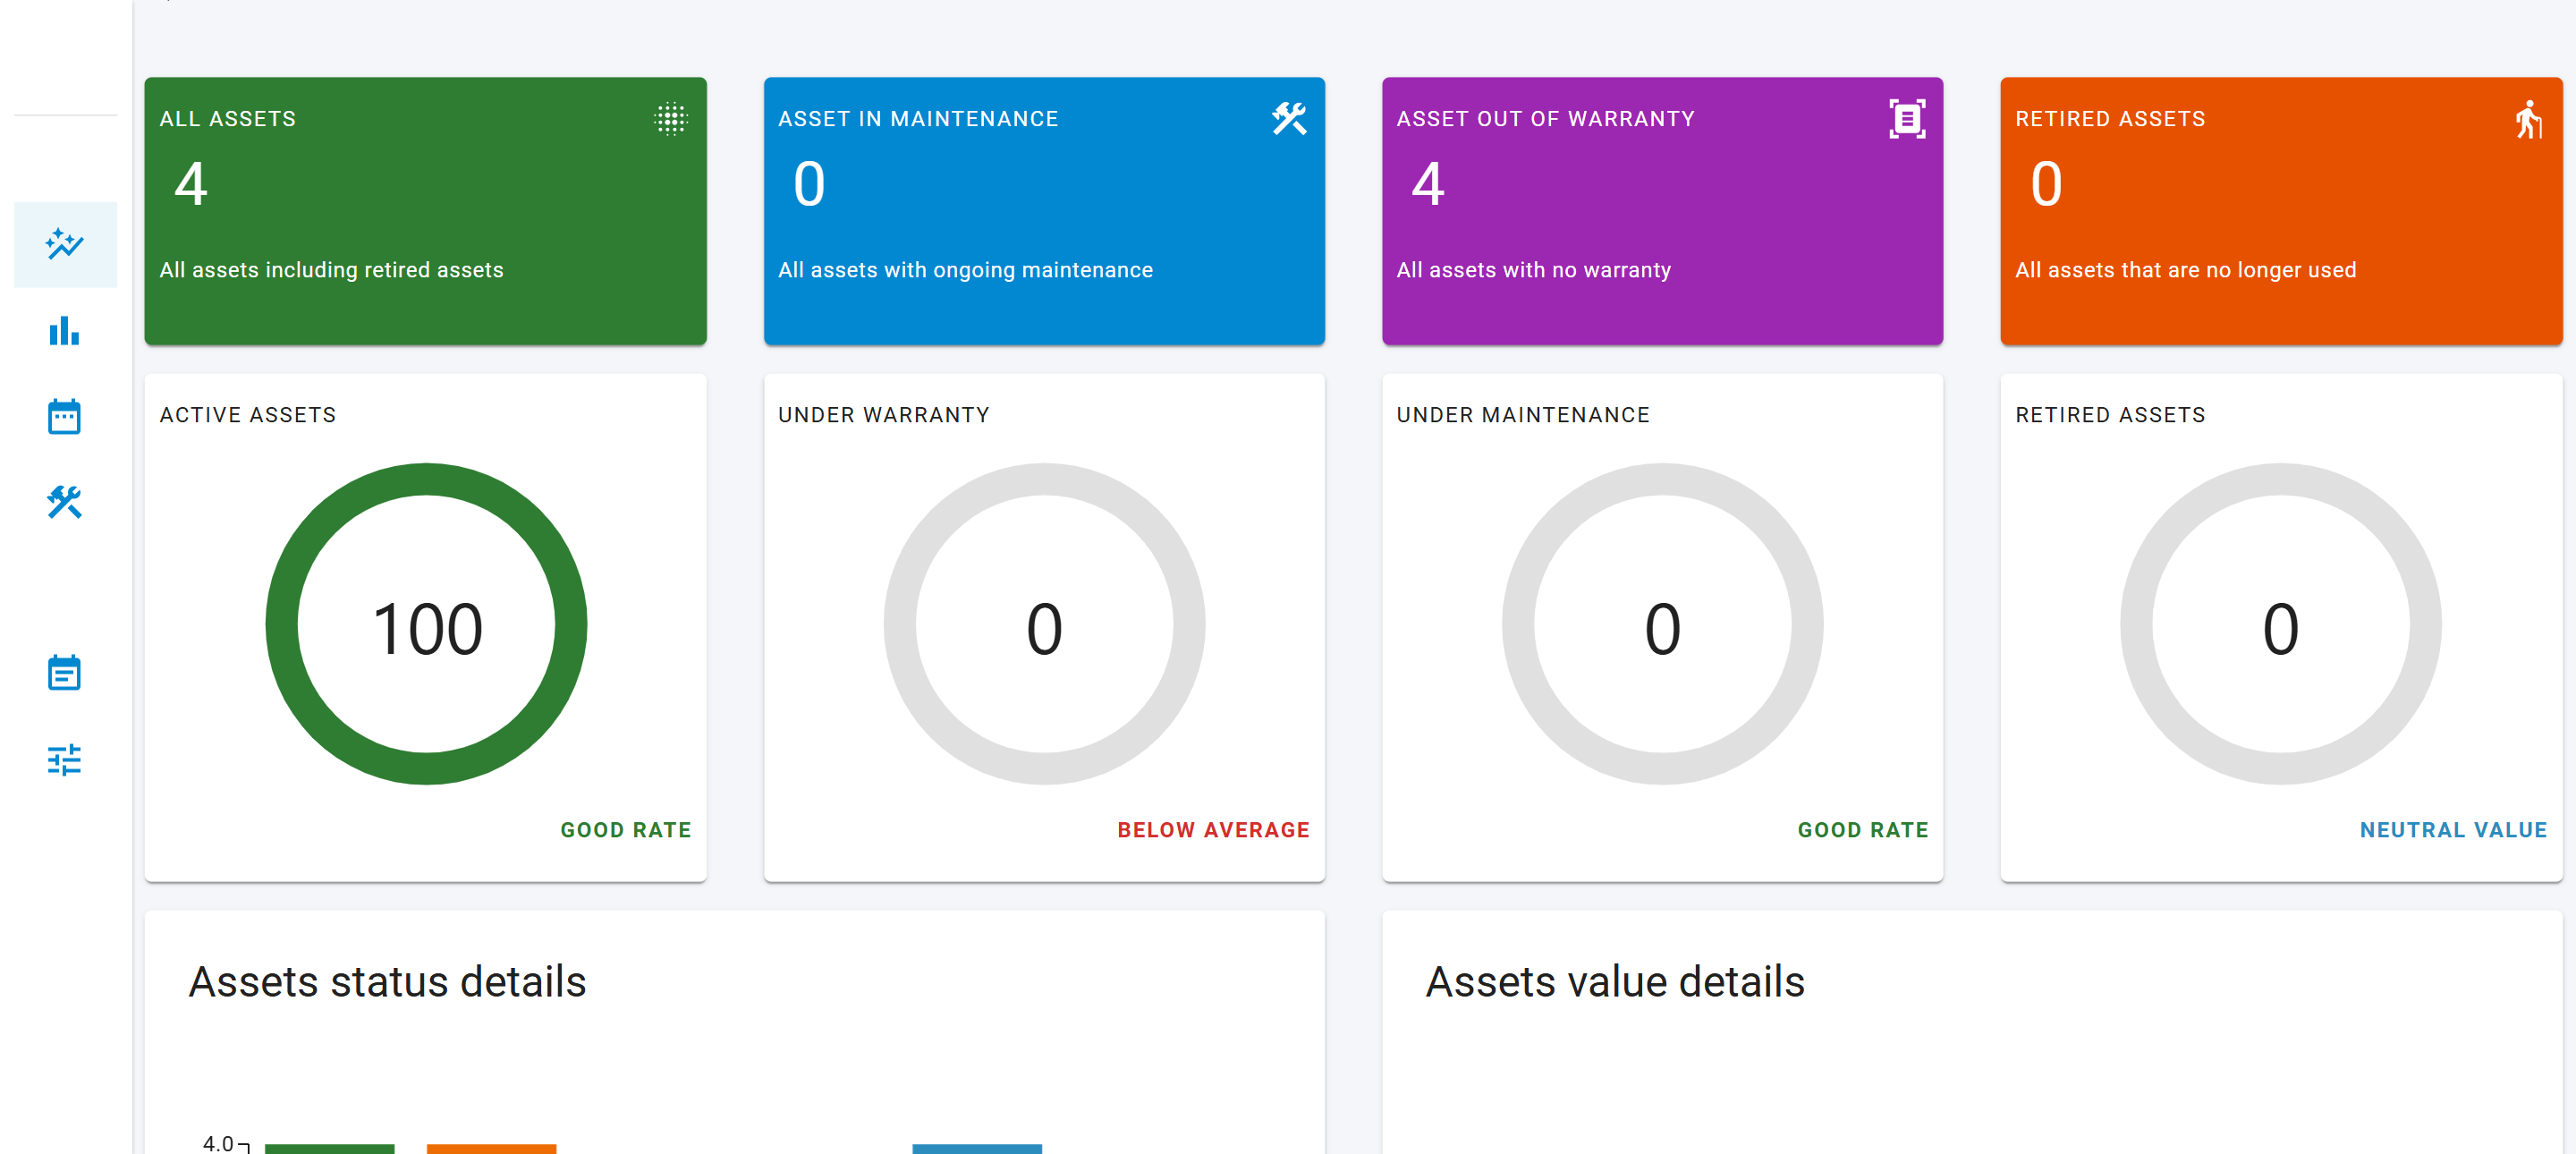 ALL ASSETS
4
All assets including retired assets
ASSET IN MAINTENANCE
0
All assets with ongoing maintenance
ASSET OUT OF WARRANTY
4
All assets with no warranty
RETIRED ASSETS
0
All assets that are no longer used
ACTIVE ASSETS
100
GOOD RATE
UNDER WARRANTY
0
BELOW AVERAGE
UNDER MAINTENANCE
0
GOOD RATE
RETIRED ASSETS
0
NEUTRAL VALUE
Assets status details
4.0
Assets value details